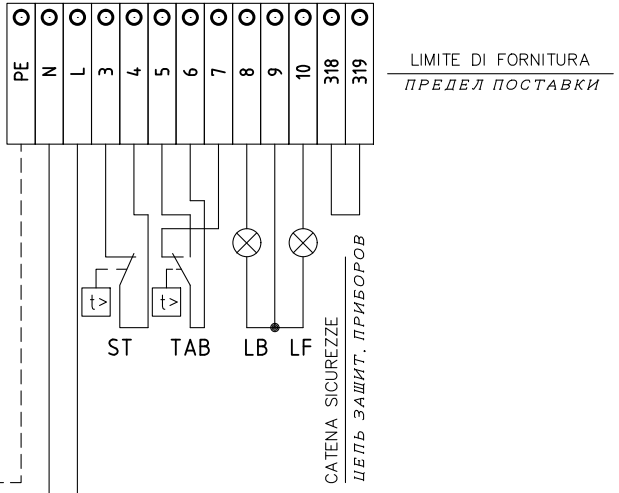 PE N L 3 4 5 6 7 8 9 10 318 319
LIMITE DI FORNITURA
ПРЕДЕЛ ПОСТАВКИ
t> t>
ST TAB LB LF
CATENA SICUREZZE
ЦЕПЬ ЗАЩИТ. ПРИБОРОВ